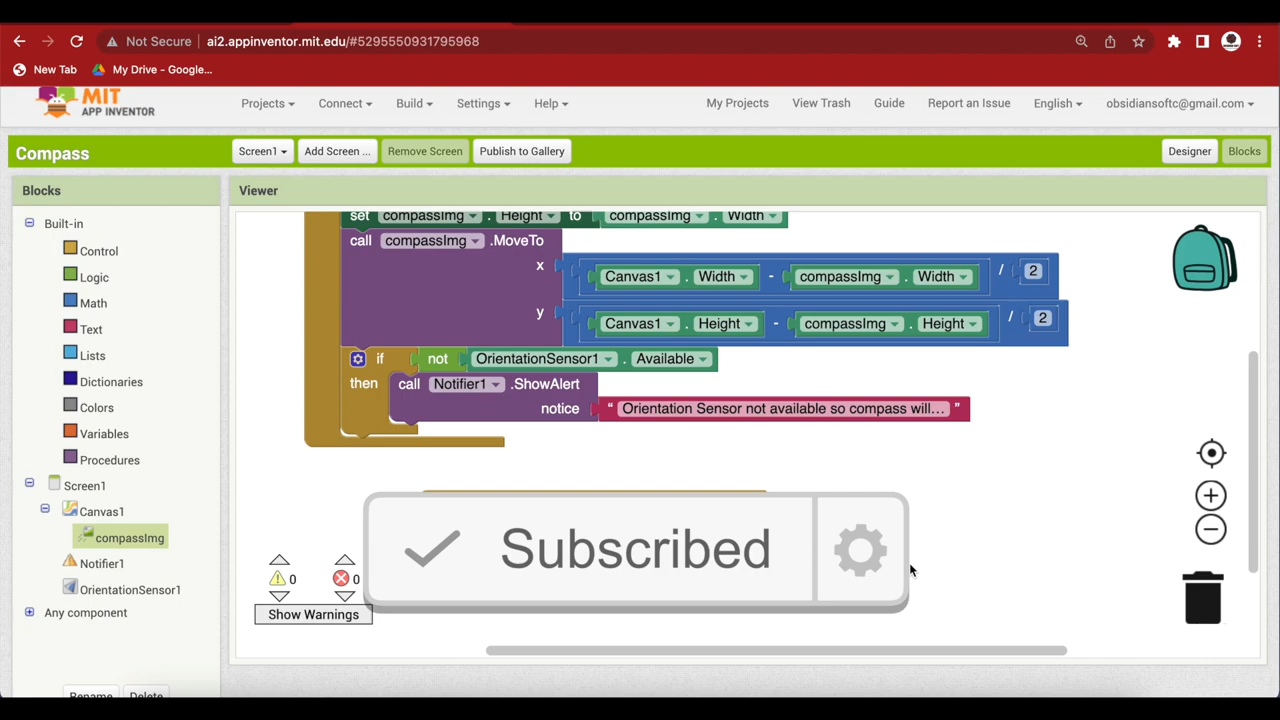 Not Secure ai2.appinventor.mit.edu/#5295550931795968
New Tab My Drive - Google...
MIT
APP INVENTOR
Projects Connect Build Settings Help My Projects View Trash Guide Report an Issue English obsidiansoftc@gmail.com
Compass Screen1 Add Screen ... Remove Screen Publish to Gallery Designer Blocks
Blocks
Viewer
Built-in
Control
Logic
Math
Text
Lists
Dictionaries
Colors
Variables
Procedures
Screen1
Canvas1
compassImg
Notifier1
OrientationSensor1
Any component
Rename Delete
set compassImg . Height to compassImg . Width
call compassImg .MoveTo
x Canvas1 . Width - compassImg . Width / 2
y Canvas1 . Height - compassImg . Height / 2
if not OrientationSensor1 . Available
then call Notifier1 .ShowAlert
notice “ Orientation Sensor not available so compass will... ”
Subscribed
0 0
Show Warnings